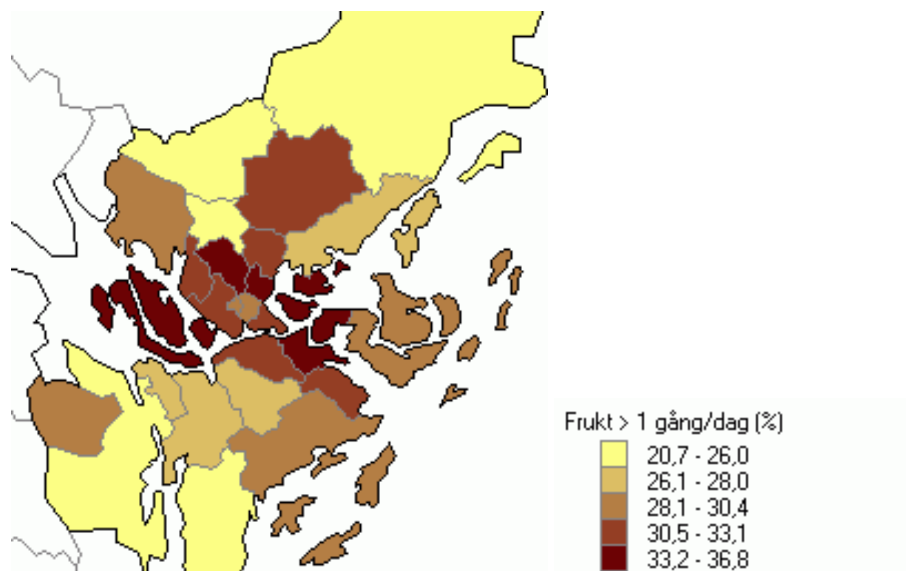 Frukt > 1 gång/dag (%)
20,7 - 26,0
26,1 - 28,0
28,1 - 30,4
30,5 - 33,1
33,2 - 36,8